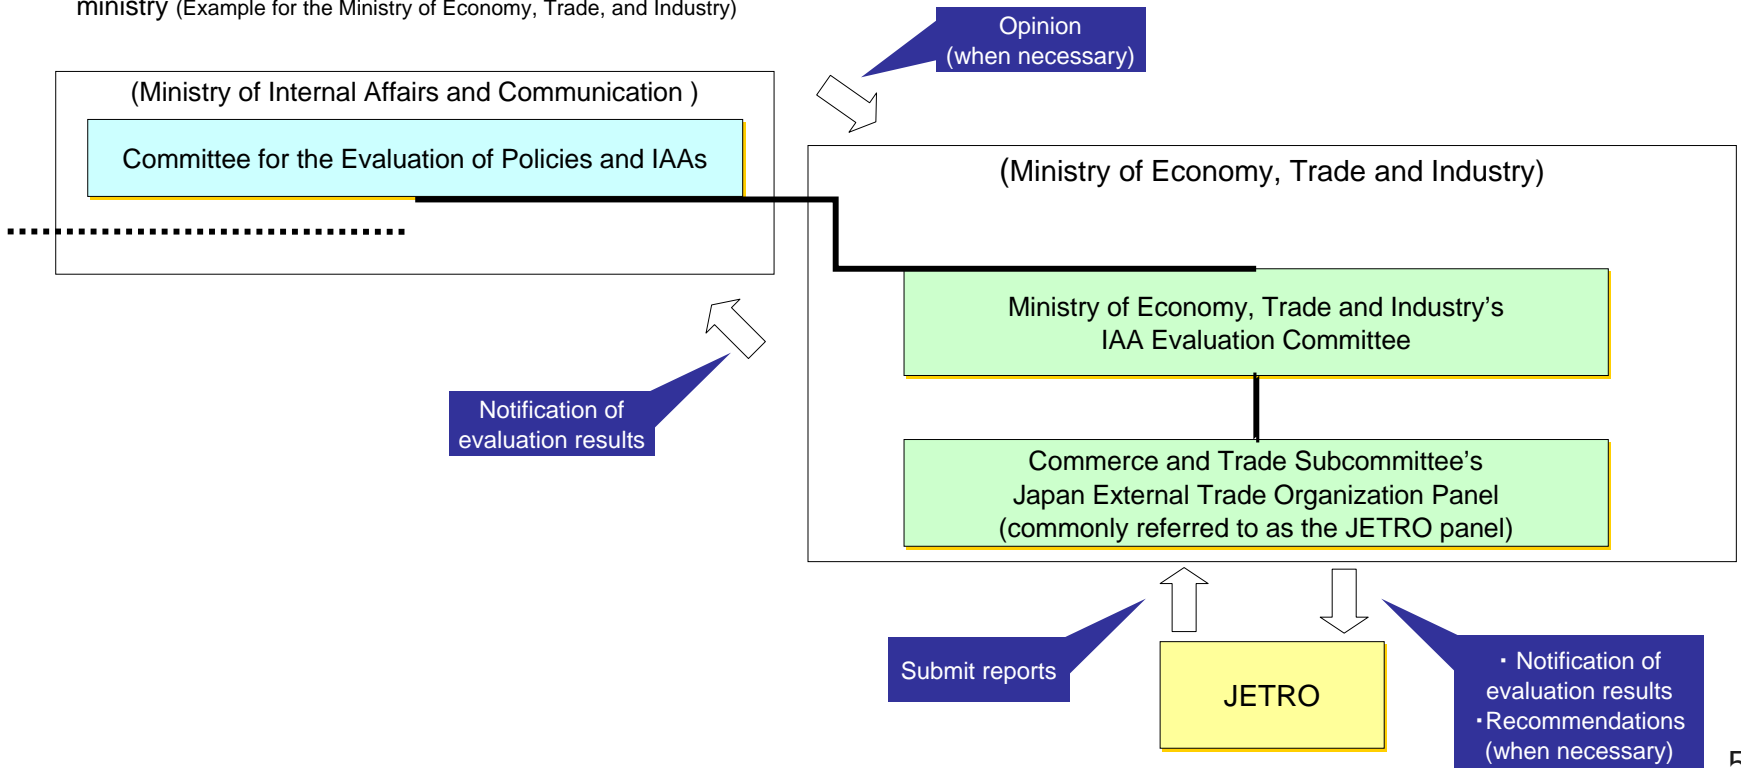 ministry (Example for the Ministry of Economy, Trade, and Industry)
Opinion
(when necessary)
(Ministry of Internal Affairs and Communication )
Committee for the Evaluation of Policies and IAAs
(Ministry of Economy, Trade and Industry)
Ministry of Economy, Trade and Industry’s
IAA Evaluation Committee
Notification of
evaluation results
Commerce and Trade Subcommittee’s
Japan External Trade Organization Panel
(commonly referred to as the JETRO panel)
Submit reports
JETRO
・Notification of
evaluation results
・Recommendations
(when necessary)